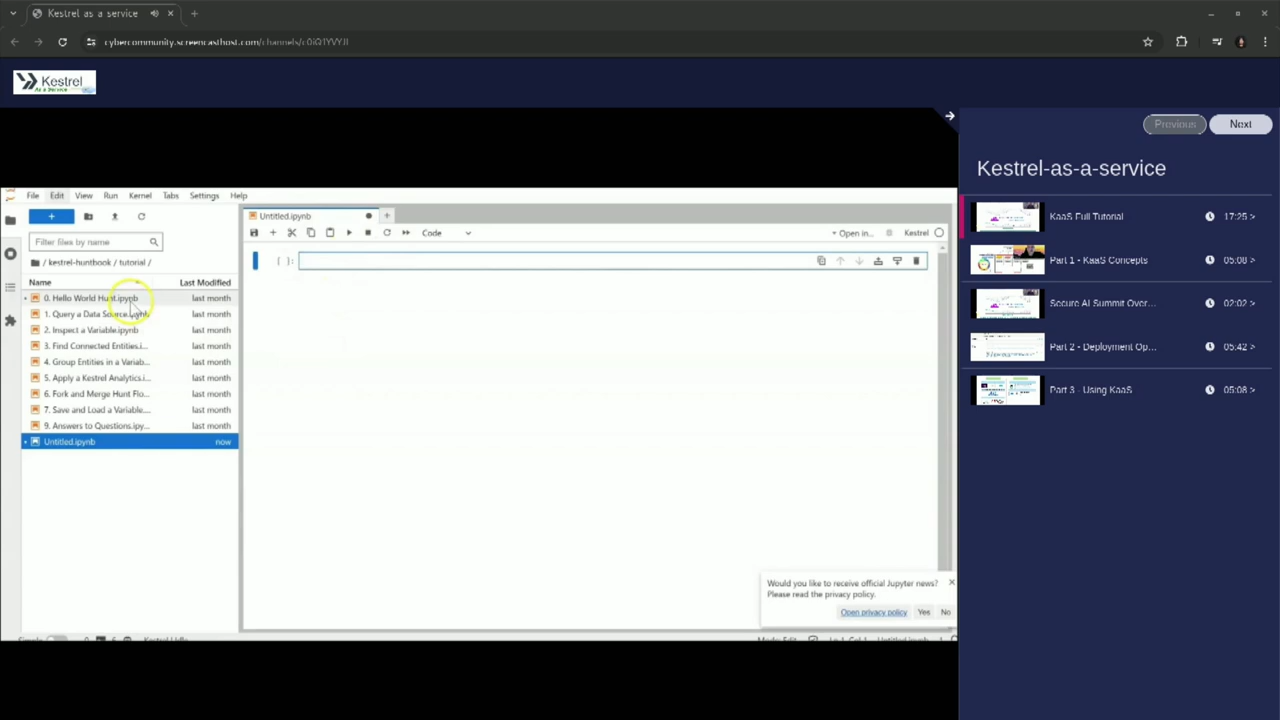 Kestrel as a service
cybercommunity.screencasthost.com/channels/
Kestrel
As a Service
Previous
Next
Kestrel-as-a-service
KaaS Full Tutorial
17:25 >
Part 1 - KaaS Concepts
05:08 >
Secure AI Summit Over...
02:02 >
Part 2 - Deployment Op...
05:42 >
Part 3 - Using KaaS
05:08 >
File Edit View Run Kernel Tabs Settings Help
Filter files by name
/ kestrel-huntbook / tutorial /
Name Last Modified
0. Hello World Hunt.ipynb last month
1. Query a Data Source.ipynb last month
2. Inspect a Variable.ipynb last month
3. Find Connected Entities.i... last month
4. Group Entities in a Variab... last month
5. Apply a Kestrel Analytics.i... last month
6. Fork and Merge Hunt Flo... last month
7. Save and Load a Variable.... last month
9. Answers to Questions.ipy... last month
Untitled.ipynb now
Untitled.ipynb
Code
Open in...
Kestrel
[ ]:
Would you like to receive official Jupyter news?
Please read the privacy policy.
Open privacy policy Yes No